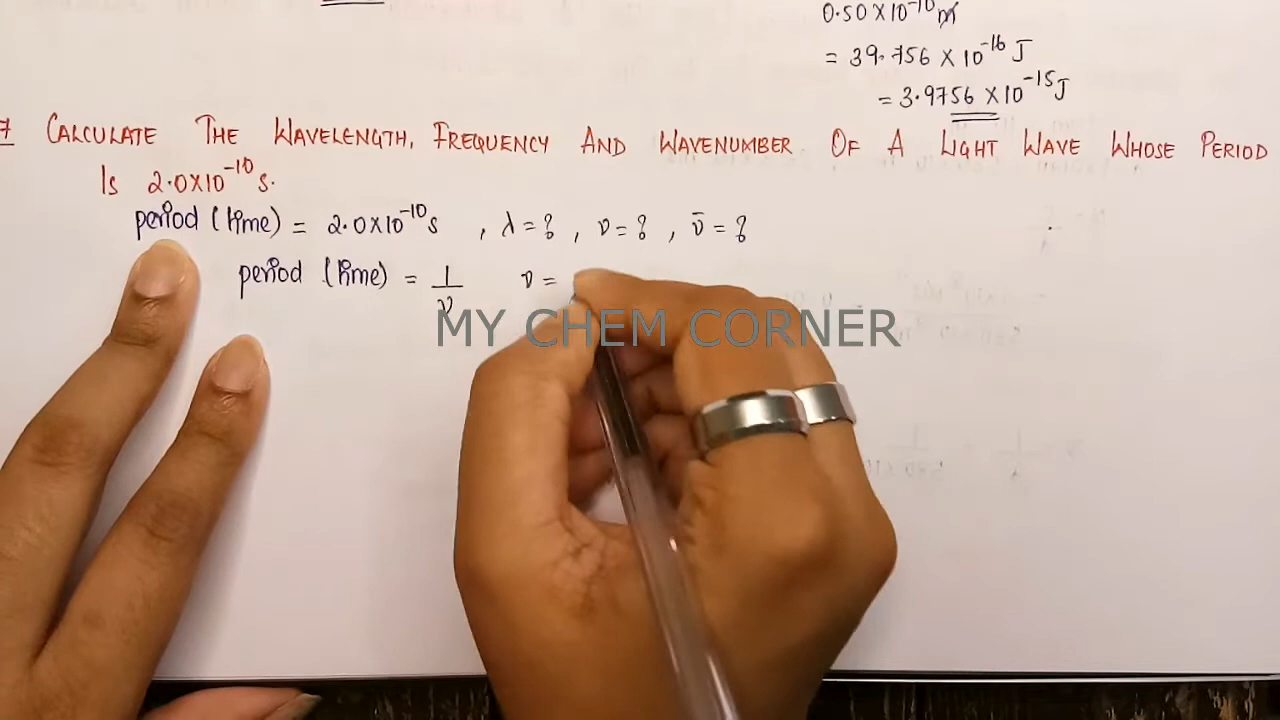 0.50 X 10⁻¹⁰ m
= 39.756 X 10⁻¹⁶ J
= 3.9756 X 10⁻¹⁵ J
7 CALCULATE THE WAVELENGTH, FREQUENCY AND WAVENUMBER OF A LIGHT WAVE WHOSE PERIOD
IS 2.0X10⁻¹⁰ s.
period (time) = 2.0X10⁻¹⁰ s , λ = ? , ν = ? , ν̄ = ?
period (time) = 1/ν ν =
MY CHEM CORNER